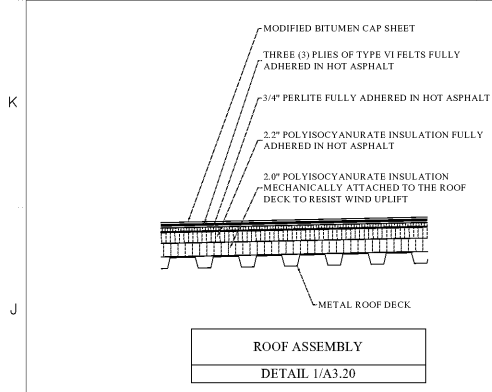 MODIFIED BITUMEN CAP SHEET
THREE (3) PLIES OF TYPE VI FELTS FULLY
ADHERED IN HOT ASPHALT
K
3/4" PERLITE FULLY ADHERED IN HOT ASPHALT
2.2" POLYISOCYANURATE INSULATION FULLY
ADHERED IN HOT ASPHALT
2.0" POLYISOCYANURATE INSULATION
MECHANICALLY ATTACHED TO THE ROOF
DECK TO RESIST WIND UPLIFT
METAL ROOF DECK
J
ROOF ASSEMBLY
DETAIL 1/A3.20